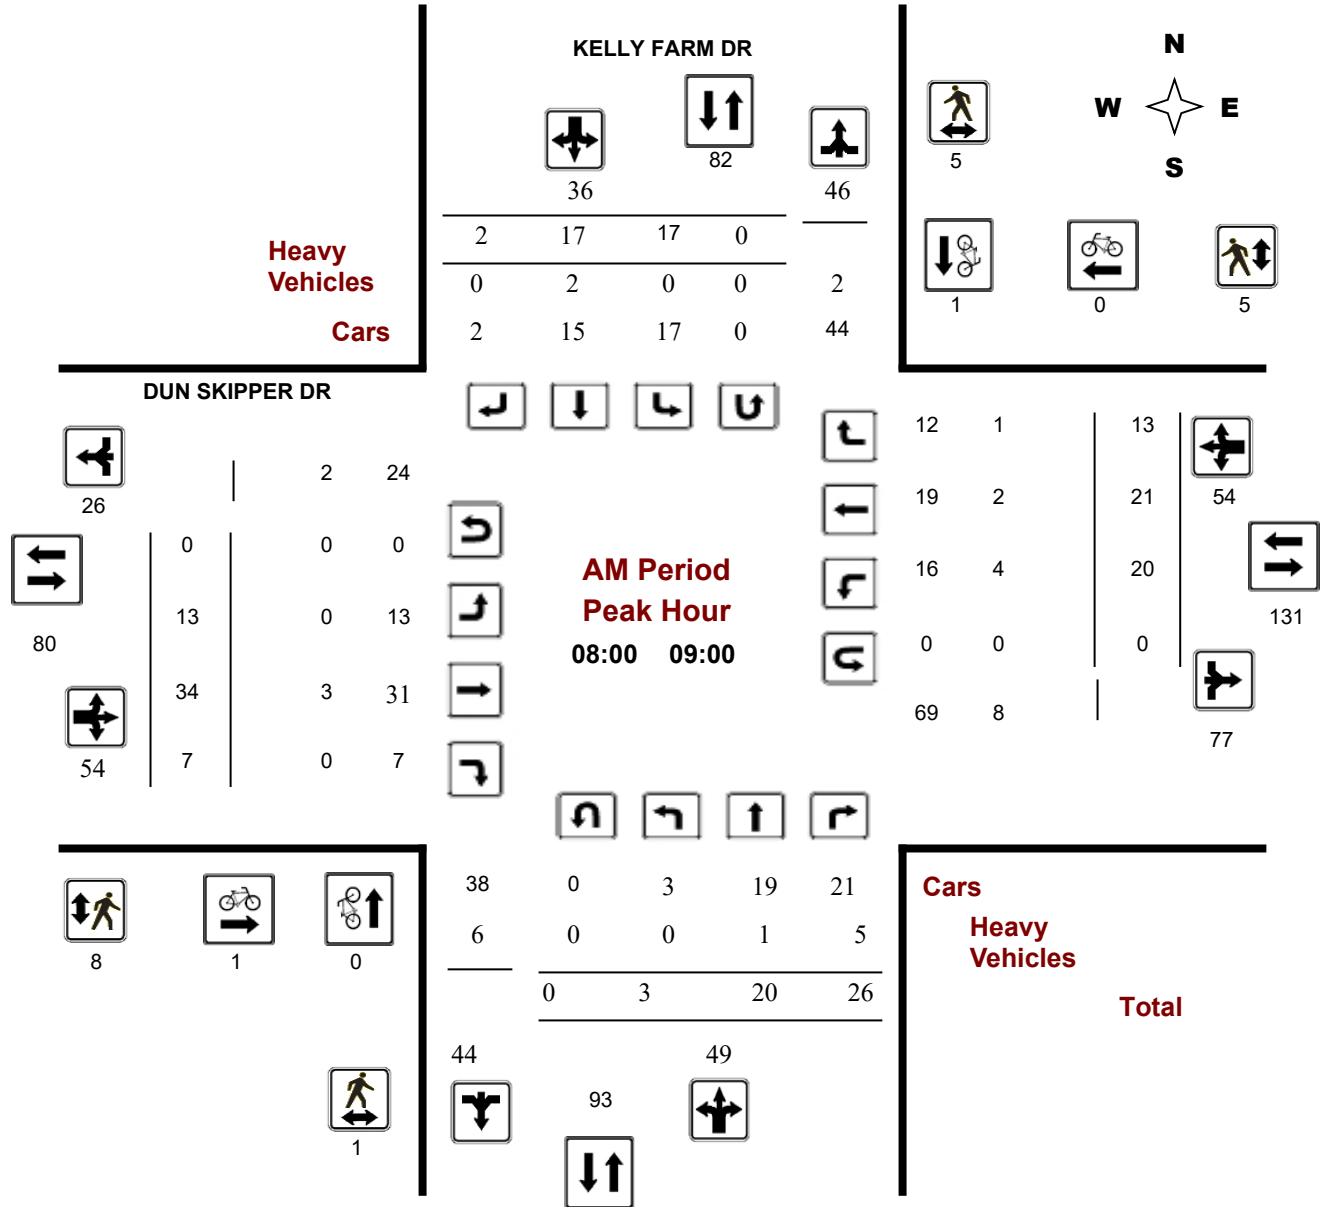 KELLY FARM DR
N
W E
S
82
5
36 46
2 17 17 0
Heavy
Vehicles
0 2 0 0 2
Cars
2 15 17 0 44
1 0 5
DUN SKIPPER DR
12 1 13
2 24
26
19 2 21 54
0 0 0
AM Period
Peak Hour
08:00 09:00
16 4 20
131
13 0 13
80
0 0 0
34 3 31
69 8
77
54 7 0 7
38 0 3 19 21
Cars
6 0 0 1 5
Heavy
Vehicles
8 1 0
0 3 20 26
Total
44 49
93
1